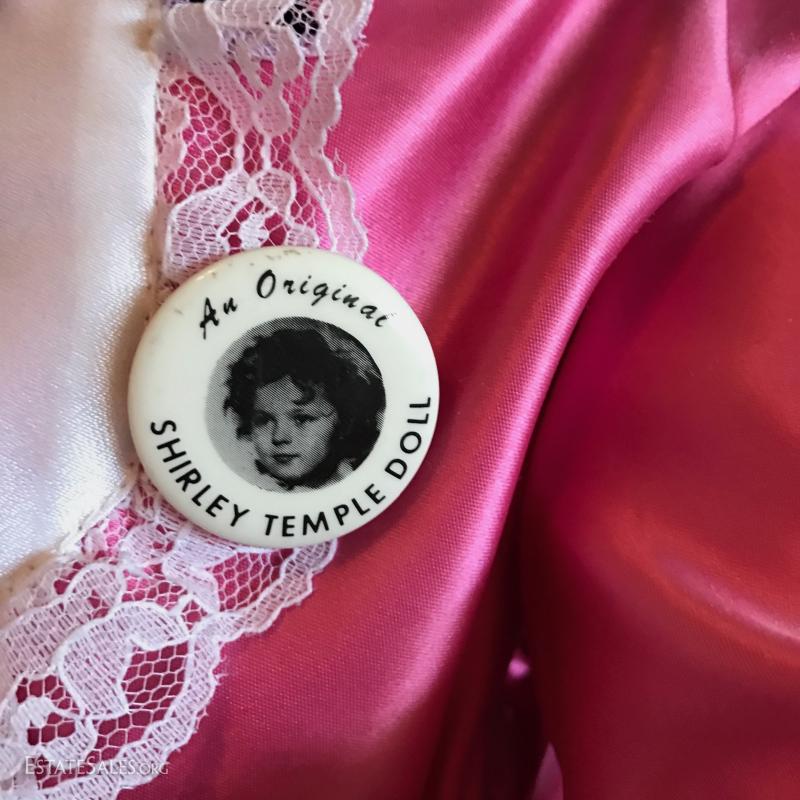 An Original
SHIRLEY TEMPLE DOLL
ESTATESALES.ORG